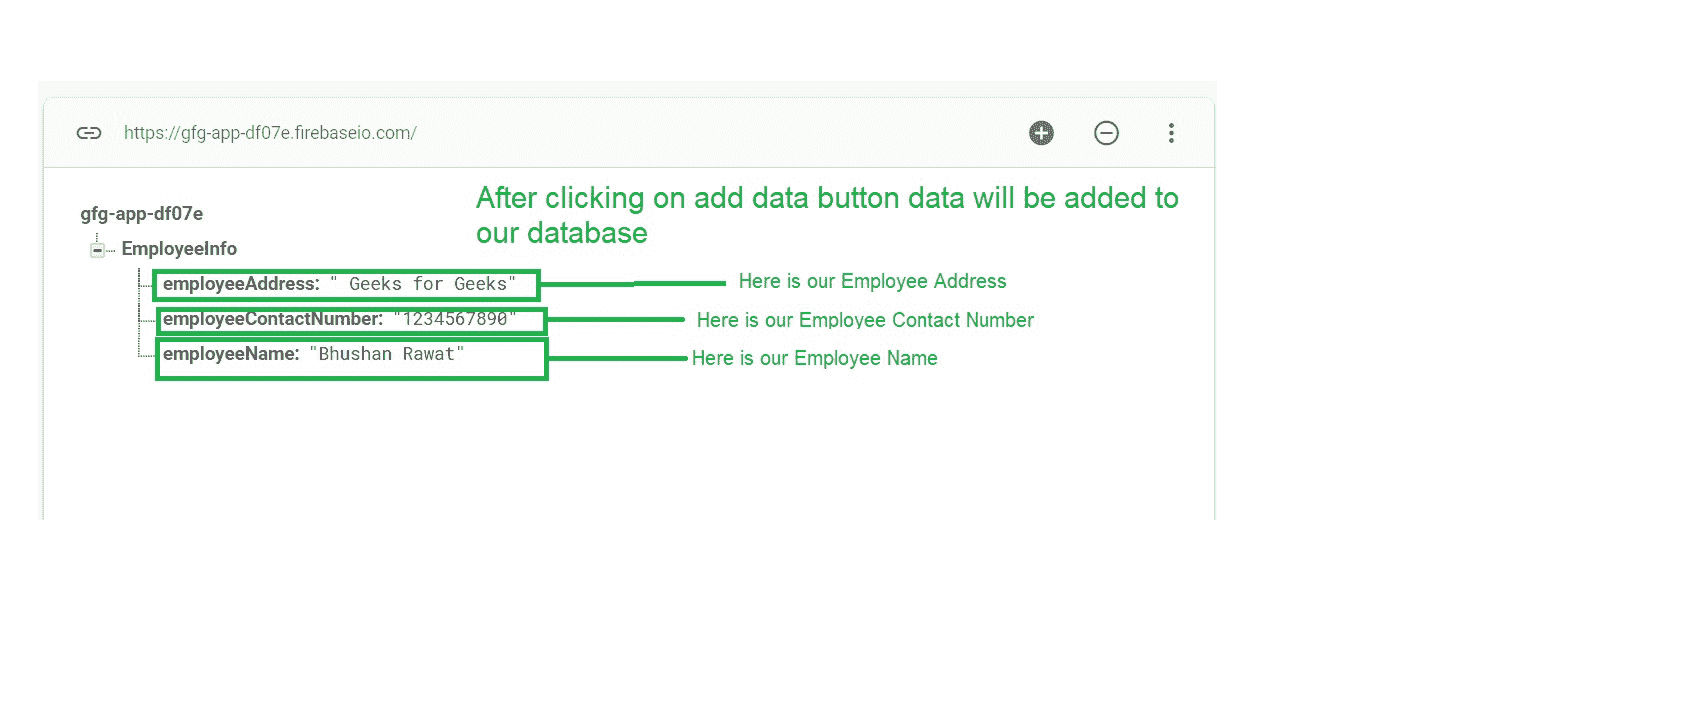 https://gfg-app-df07e.firebaseio.com/
After clicking on add data button data will be added to
our database
gfg-app-df07e
EmployeeInfo
employeeAddress: " Geeks for Geeks"
Here is our Employee Address
employeeContactNumber: "1234567890"
Here is our Employee Contact Number
employeeName: "Bhushan Rawat"
Here is our Employee Name